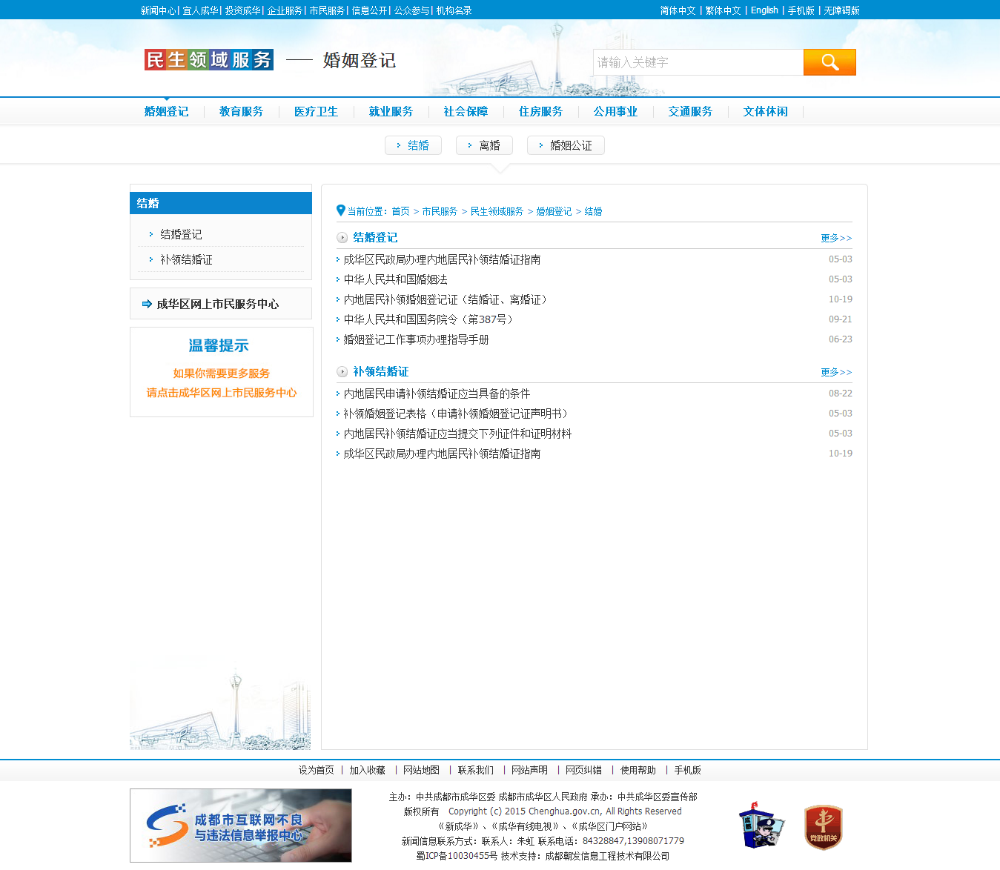 新闻中心| 宜人成华| 投资成华| 企业服务| 市民服务| 信息公开| 公众参与| 机构名录
简体中文 | 繁体中文 | English | 手机版 | 无障碍版
民生领域服务 —— 婚姻登记
请输入关键字
婚姻登记 教育服务 医疗卫生 就业服务 社会保障 住房服务 公用事业 交通服务 文体休闲
结婚 离婚 婚姻公证
结婚
结婚登记
补领结婚证
成华区网上市民服务中心
温馨提示
如果你需要更多服务
请点击成华区网上市民服务中心
当前位置：首页 > 市民服务 > 民生领域服务 > 婚姻登记 > 结婚
结婚登记 更多>>
成华区民政局办理内地居民补领结婚证指南 05-03
中华人民共和国婚姻法 05-03
内地居民补领婚姻登记证（结婚证、离婚证） 10-19
中华人民共和国国务院令（第387号） 09-21
婚姻登记工作事项办理指导手册 06-23
补领结婚证 更多>>
内地居民申请补领结婚证应当具备的条件 08-22
补领婚姻登记表格（申请补领婚姻登记证声明书） 05-03
内地居民补领结婚证应当提交下列证件和证明材料 05-03
成华区民政局办理内地居民补领结婚证指南 10-19
设为首页 | 加入收藏 | 网站地图 | 联系我们 | 网站声明 | 网页纠错 | 使用帮助 | 手机版
成都市互联网不良
与违法信息举报中心
主办：中共成都市成华区委 成都市成华区人民政府 承办：中共成华区委宣传部
版权所有 Copyright (c) 2015 Chenghua.gov.cn, All Rights Reserved
《新成华》、《成华有线电视》、《成华区门户网站》
新闻信息联系方式：联系人：朱虹 联系电话：84328847,13908071779
蜀ICP备10030455号 技术支持：成都朝发信息工程技术有限公司
党政机关